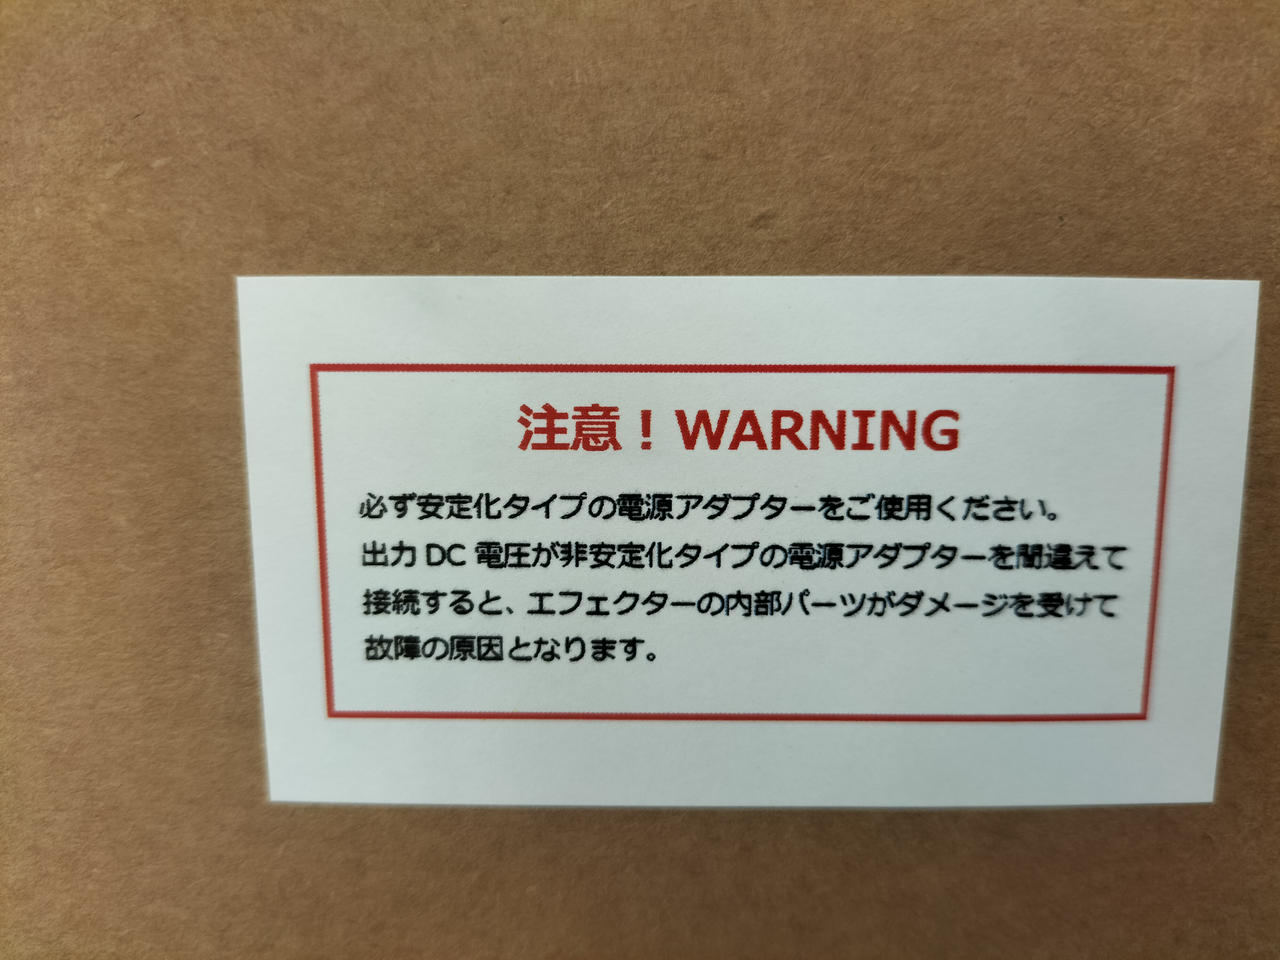 注意！WARNING
必ず安定化タイプの電源アダプターをご使用ください。
出力 DC 電圧が非安定化タイプの電源アダプターを間違えて
接続すると、エフェクターの内部パーツがダメージを受けて
故障の原因となります。